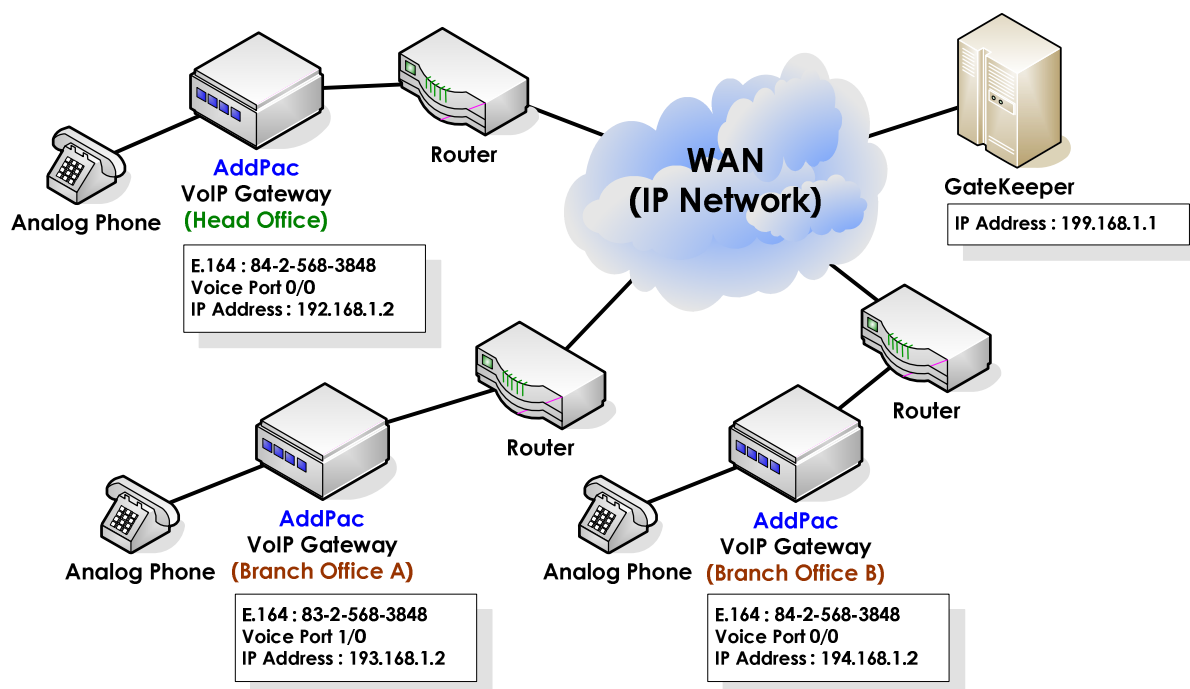 AddPac
VoIP Gateway
(Head Office)
Analog Phone
E.164 : 84-2-568-3848
Voice Port 0/0
IP Address : 192.168.1.2
Router
WAN
(IP Network)
GateKeeper
IP Address : 199.168.1.1
Router
AddPac
VoIP Gateway
(Branch Office A)
Analog Phone
E.164 : 83-2-568-3848
Voice Port 1/0
IP Address : 193.168.1.2
Router
AddPac
VoIP Gateway
(Branch Office B)
Analog Phone
E.164 : 84-2-568-3848
Voice Port 0/0
IP Address : 194.168.1.2